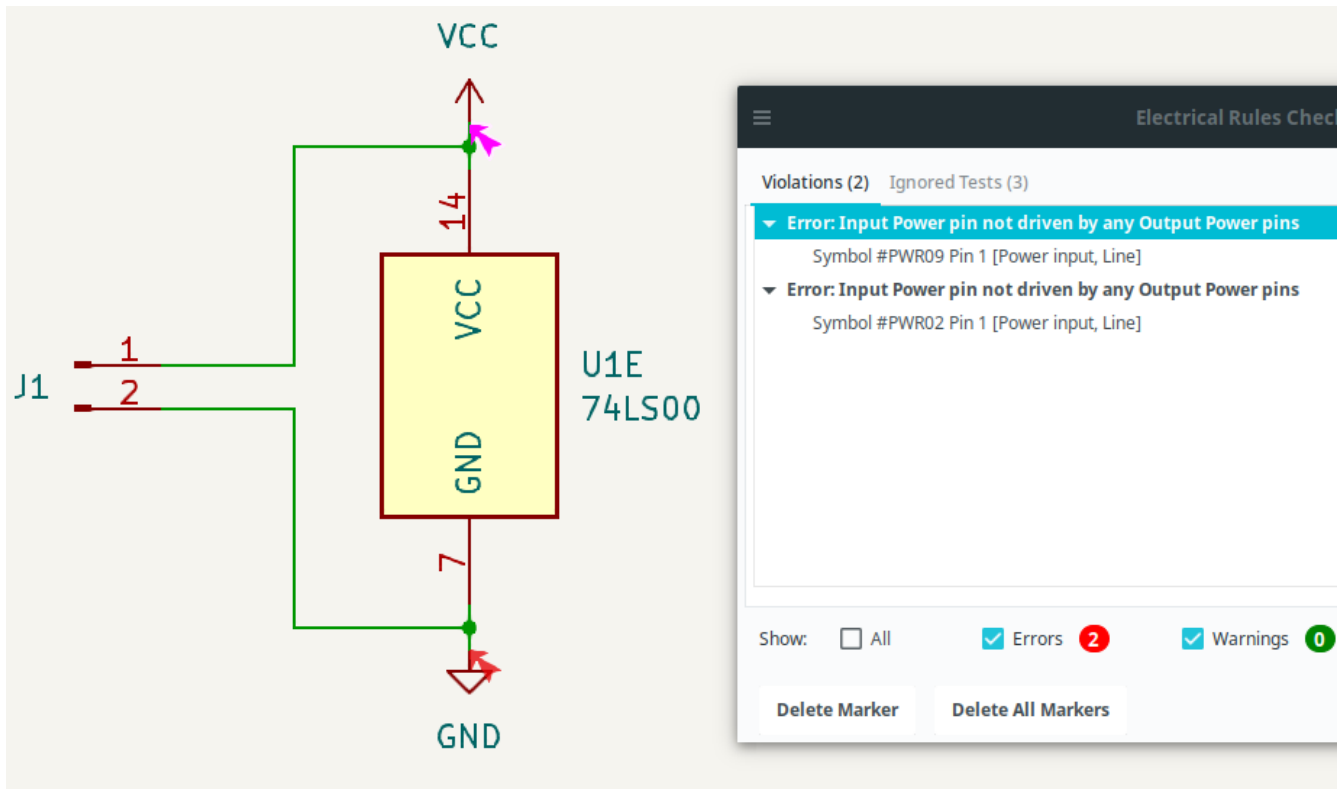 VCC
14
VCC
GND
7
GND
J1
1
2
U1E
74LS00
Electrical Rules Chec
Violations (2) Ignored Tests (3)
Error: Input Power pin not driven by any Output Power pins
Symbol #PWR09 Pin 1 [Power input, Line]
Error: Input Power pin not driven by any Output Power pins
Symbol #PWR02 Pin 1 [Power input, Line]
Show: All Errors 2 Warnings 0
Delete Marker Delete All Markers